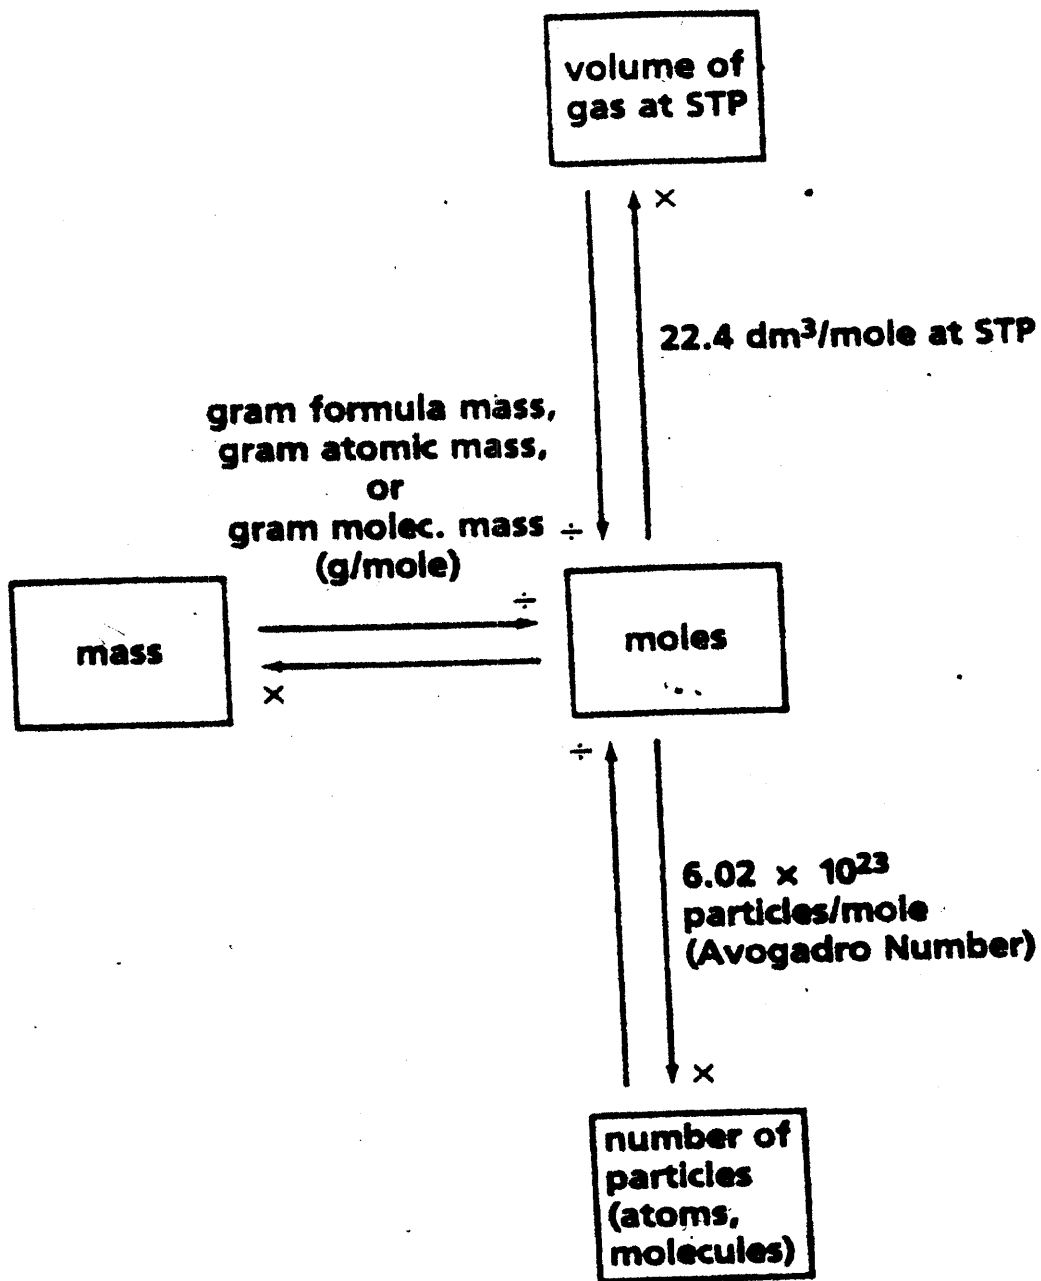 volume of
gas at STP
×
22.4 dm³/mole at STP
gram formula mass,
gram atomic mass,
or
gram molec. mass
(g/mole)
÷
÷
mass
moles
×
÷
6.02 × 10²³
particles/mole
(Avogadro Number)
×
number of
particles
(atoms,
molecules)